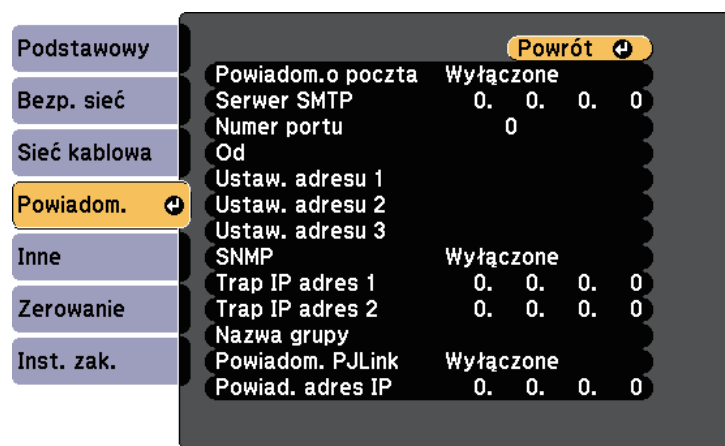 Podstawowy
Bezp. sieć
Sieć kablowa
Powiadom.
Inne
Zerowanie
Inst. zak.
Powrót
Powiadom.o poczta Wyłączone
Serwer SMTP 0. 0. 0. 0
Numer portu 0
Od
Ustaw. adresu 1
Ustaw. adresu 2
Ustaw. adresu 3
SNMP Wyłączone
Trap IP adres 1 0. 0. 0. 0
Trap IP adres 2 0. 0. 0. 0
Nazwa grupy
Powiadom. PJLink Wyłączone
Powiad. adres IP 0. 0. 0. 0